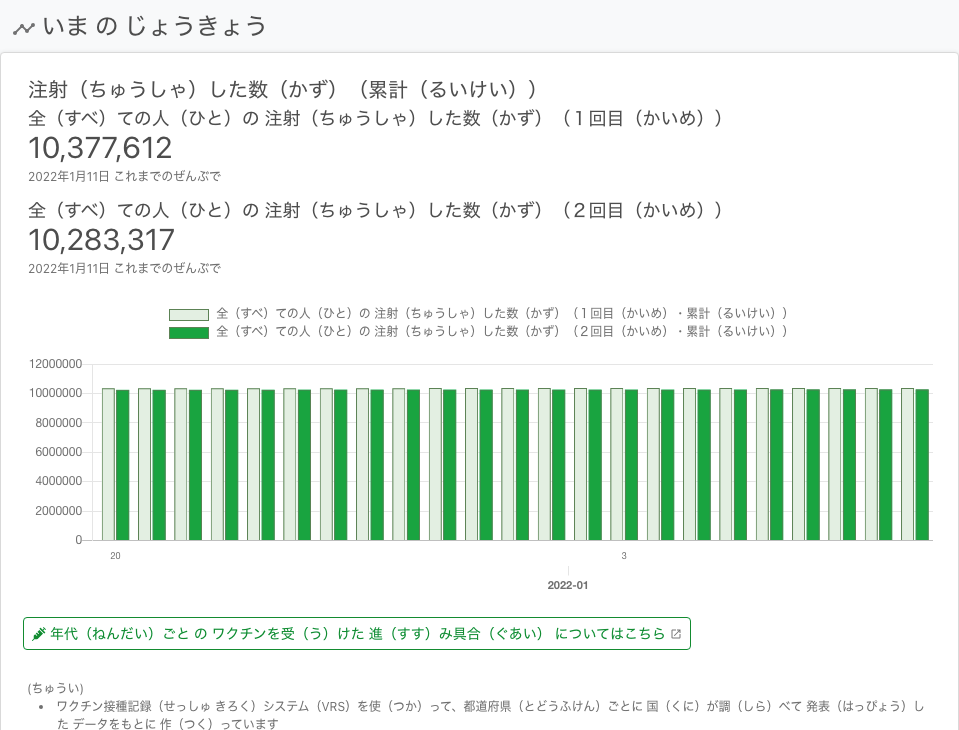 いま の じょうきょう
注射（ちゅうしゃ）した数（かず）（累計（るいけい））
全（すべ）ての人（ひと）の 注射（ちゅうしゃ）した数（かず）（１回目（かいめ））
10,377,612
2022年1月11日 これまでのぜんぶで
全（すべ）ての人（ひと）の 注射（ちゅうしゃ）した数（かず）（２回目（かいめ））
10,283,317
2022年1月11日 これまでのぜんぶで
全（すべ）ての人（ひと）の 注射（ちゅうしゃ）した数（かず）（１回目（かいめ）・累計（るいけい））
全（すべ）ての人（ひと）の 注射（ちゅうしゃ）した数（かず）（２回目（かいめ）・累計（るいけい））
12000000
10000000
8000000
6000000
4000000
2000000
0
20 3
2022-01
年代（ねんだい）ごと の ワクチンを受（う）けた 進（すす）み具合（ぐあい） についてはこちら
(ちゅうい)
• ワクチン接種記録（せっしゅ きろく）システム（VRS）を使（つか）って、都道府県（とどうふけん）ごとに 国（くに）が調（しら）べて 発表（はっぴょう）し
た データをもとに 作（つく）っています